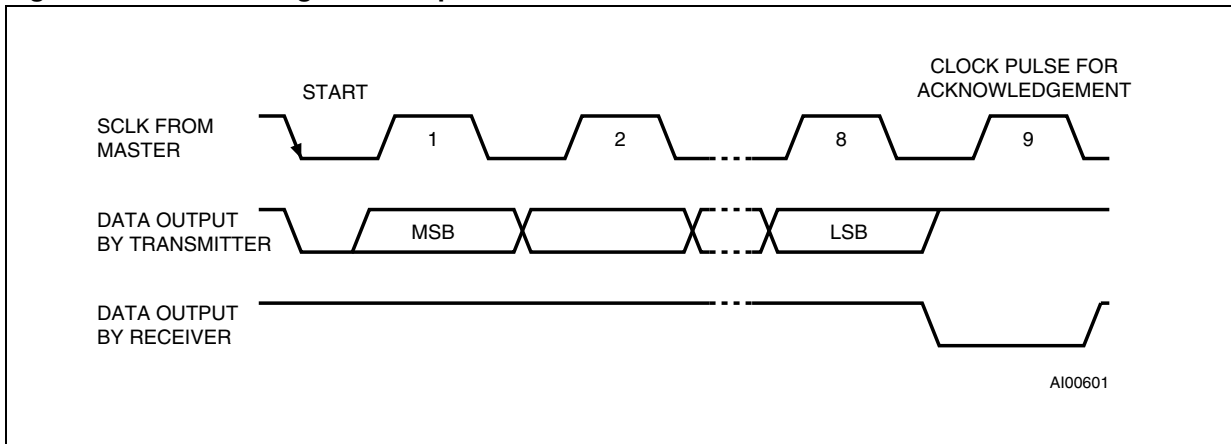 START
CLOCK PULSE FOR
ACKNOWLEDGEMENT
SCLK FROM
MASTER
1
2
8
9
DATA OUTPUT
BY TRANSMITTER
MSB
LSB
DATA OUTPUT
BY RECEIVER
AI00601